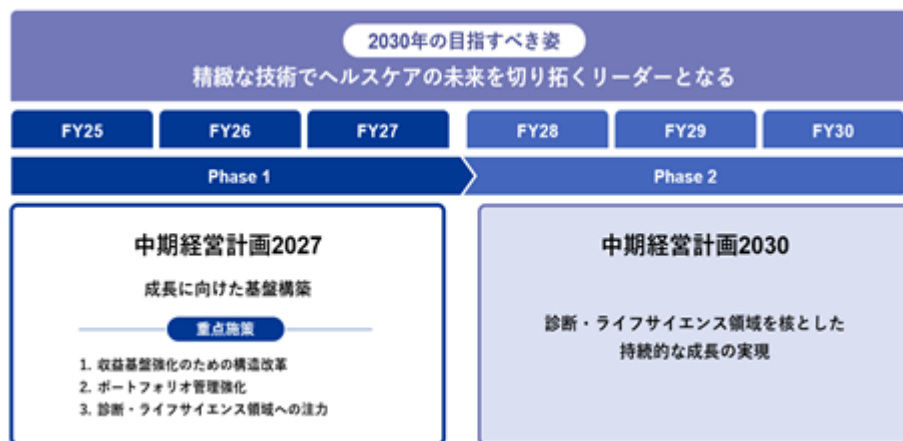 2030年の目指すべき姿
精緻な技術でヘルスケアの未来を切り拓くリーダーとなる
FY25 FY26 FY27 FY28 FY29 FY30
Phase 1 Phase 2
中期経営計画2027
成長に向けた基盤構築
重点施策
1. 収益基盤強化のための構造改革
2. ポートフォリオ管理強化
3. 診断・ライフサイエンス領域への注力
中期経営計画2030
診断・ライフサイエンス領域を核とした
持続的な成長の実現